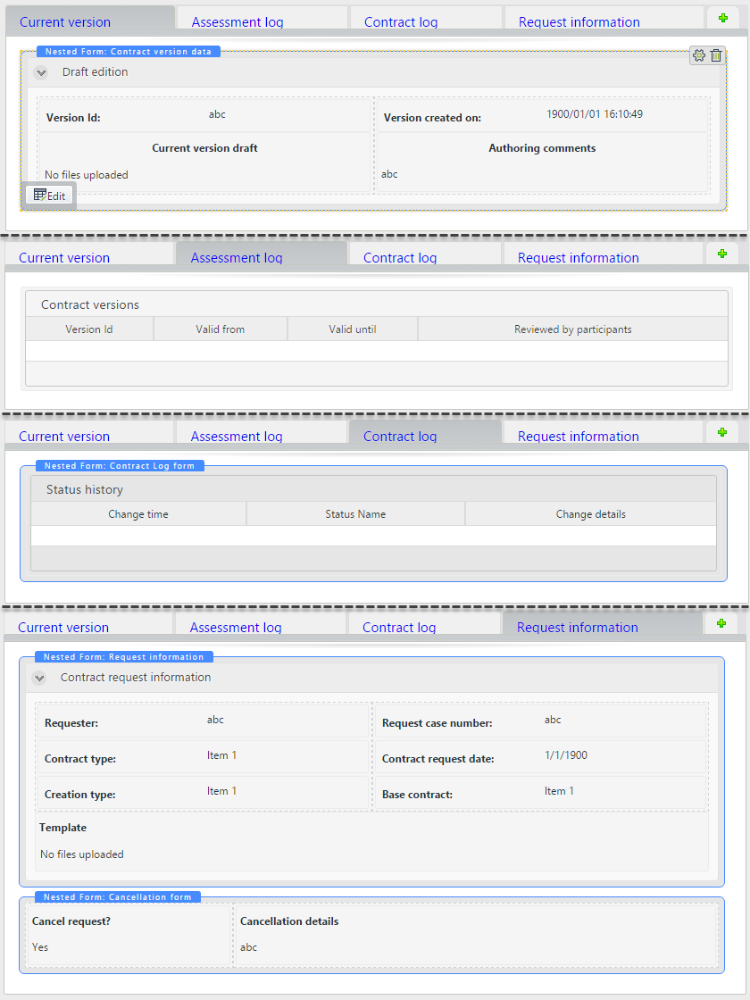 Current version Assessment log Contract log Request information
Nested Form: Contract version data
Draft edition
Version Id: abc Version created on: 1900/01/01 16:10:49
Current version draft Authoring comments
No files uploaded abc
Edit
Current version Assessment log Contract log Request information
Contract versions
Version Id Valid from Valid until Reviewed by participants
Current version Assessment log Contract log Request information
Nested Form: Contract Log form
Status history
Change time Status Name Change details
Current version Assessment log Contract log Request information
Nested Form: Request information
Contract request information
Requester: abc Request case number: abc
Contract type: Item 1 Contract request date: 1/1/1900
Creation type: Item 1 Base contract: Item 1
Template
No files uploaded
Nested Form: Cancellation form
Cancel request? Cancellation details
Yes abc